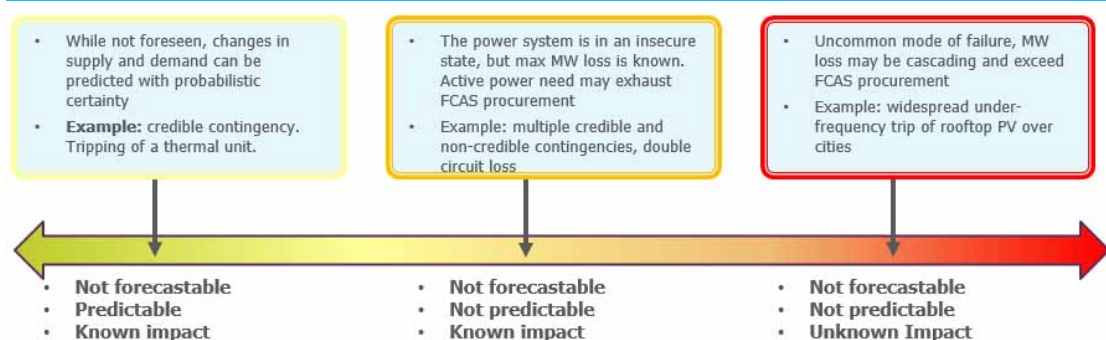 • While not foreseen, changes in
supply and demand can be
predicted with probabilistic
certainty
• Example: credible contingency.
Tripping of a thermal unit.
• The power system is in an insecure
state, but max MW loss is known.
Active power need may exhaust
FCAS procurement
• Example: multiple credible and
non-credible contingencies, double
circuit loss
• Uncommon mode of failure, MW
loss may be cascading and exceed
FCAS procurement
• Example: widespread under-
frequency trip of rooftop PV over
cities
• Not forecastable
• Predictable
• Known impact
• Not forecastable
• Not predictable
• Known impact
• Not forecastable
• Not predictable
• Unknown Impact